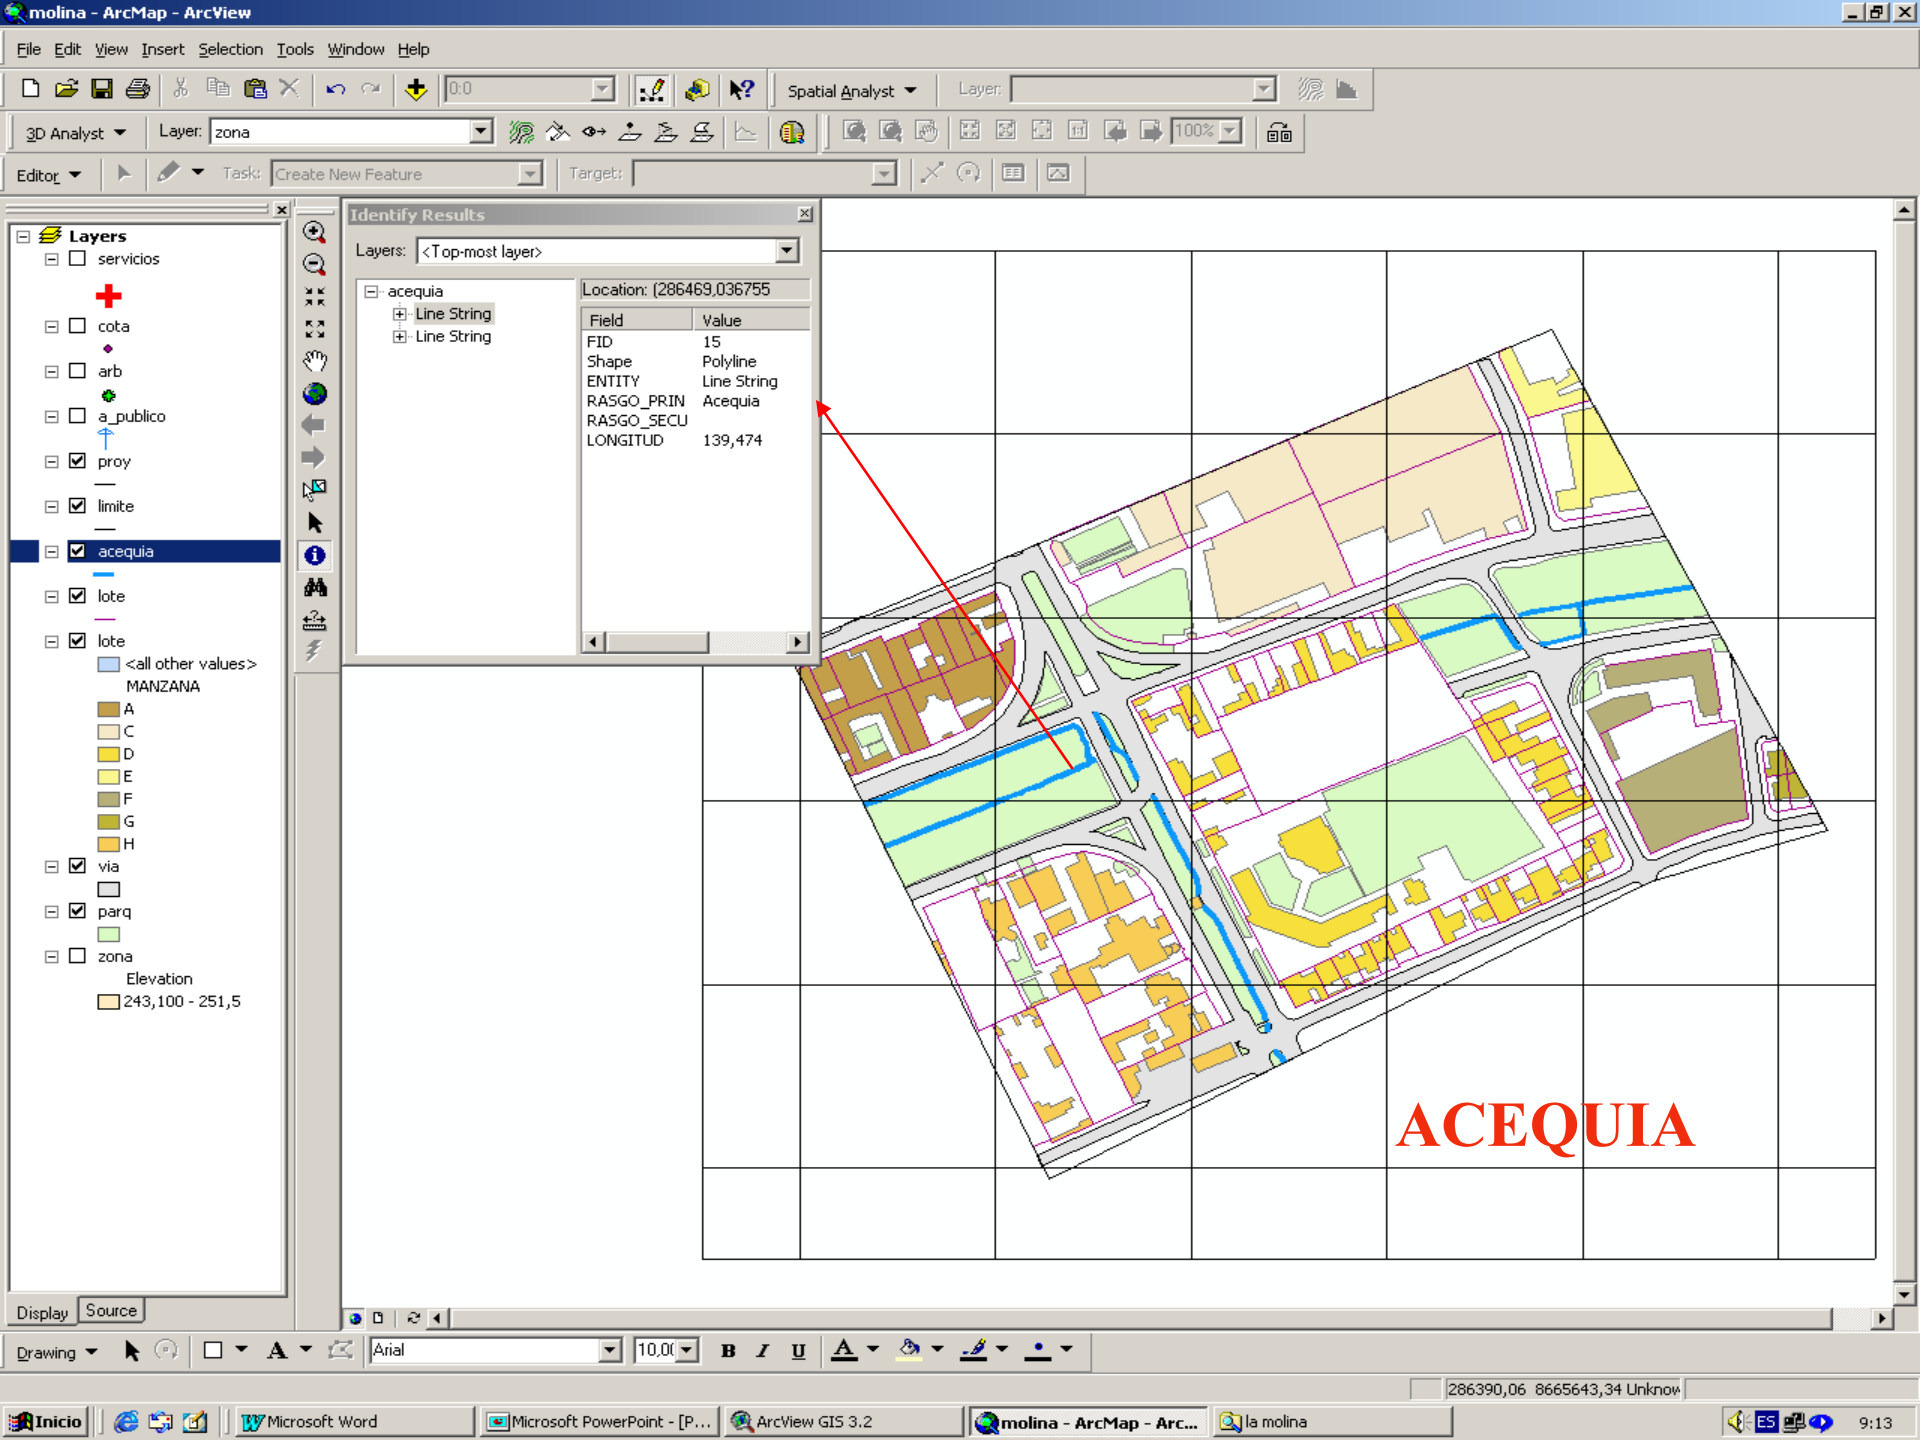 molina - ArcMap - ArcView
File Edit View Insert Selection Tools Window Help
0:0
Spatial Analyst
Layer:
3D Analyst
Layer: zona
1:1
100%
Editor
Task: Create New Feature
Target:
Layers
servicios
cota
arb
a_publico
proy
limite
acequia
lote
lote
<all other values>
MANZANA
A
C
D
E
F
G
H
via
parq
zona
Elevation
243,100 - 251,5
Display Source
Identify Results
Layers: <Top-most layer>
acequia
Line String
Line String
Location: (286469,036755
Field Value
FID 15
Shape Polyline
ENTITY Line String
RASGO_PRIN Acequia
RASGO_SECU
LONGITUD 139,474
ACEQUIA
Drawing A Arial 10,0 B I U A
286390,06 8665643,34 Unknow
Inicio
Microsoft Word
Microsoft PowerPoint - [P...
ArcView GIS 3.2
molina - ArcMap - Arc...
la molina
ES
9:13